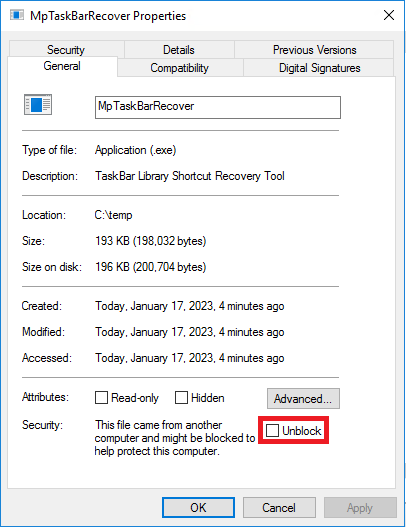 MpTaskBarRecover Properties
Security Details Previous Versions
General Compatibility Digital Signatures
MpTaskBarRecover
Type of file: Application (.exe)
Description: TaskBar Library Shortcut Recovery Tool
Location: C:\temp
Size: 193 KB (198,032 bytes)
Size on disk: 196 KB (200,704 bytes)
Created: Today, January 17, 2023, 4 minutes ago
Modified: Today, January 17, 2023, 4 minutes ago
Accessed: Today, January 17, 2023, 4 minutes ago
Attributes: Read-only Hidden Advanced...
Security: This file came from another
computer and might be blocked to
help protect this computer.
Unblock
OK Cancel Apply